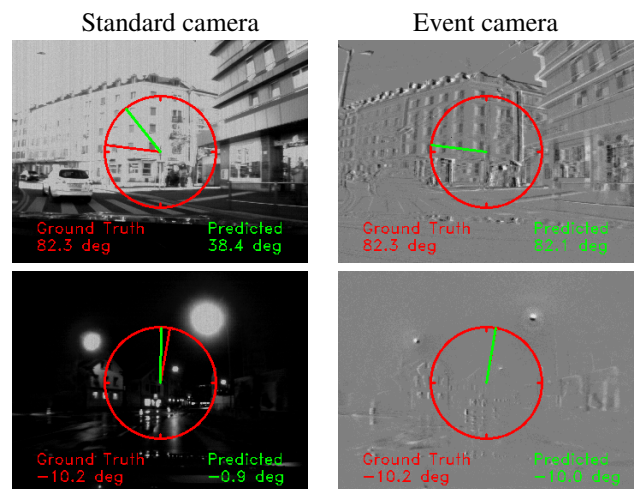 Standard camera Event camera
Ground Truth Predicted Ground Truth Predicted
82.3 deg 38.4 deg 82.3 deg 82.1 deg
Ground Truth Predicted Ground Truth Predicted
−10.2 deg −0.9 deg −10.2 deg −10.0 deg